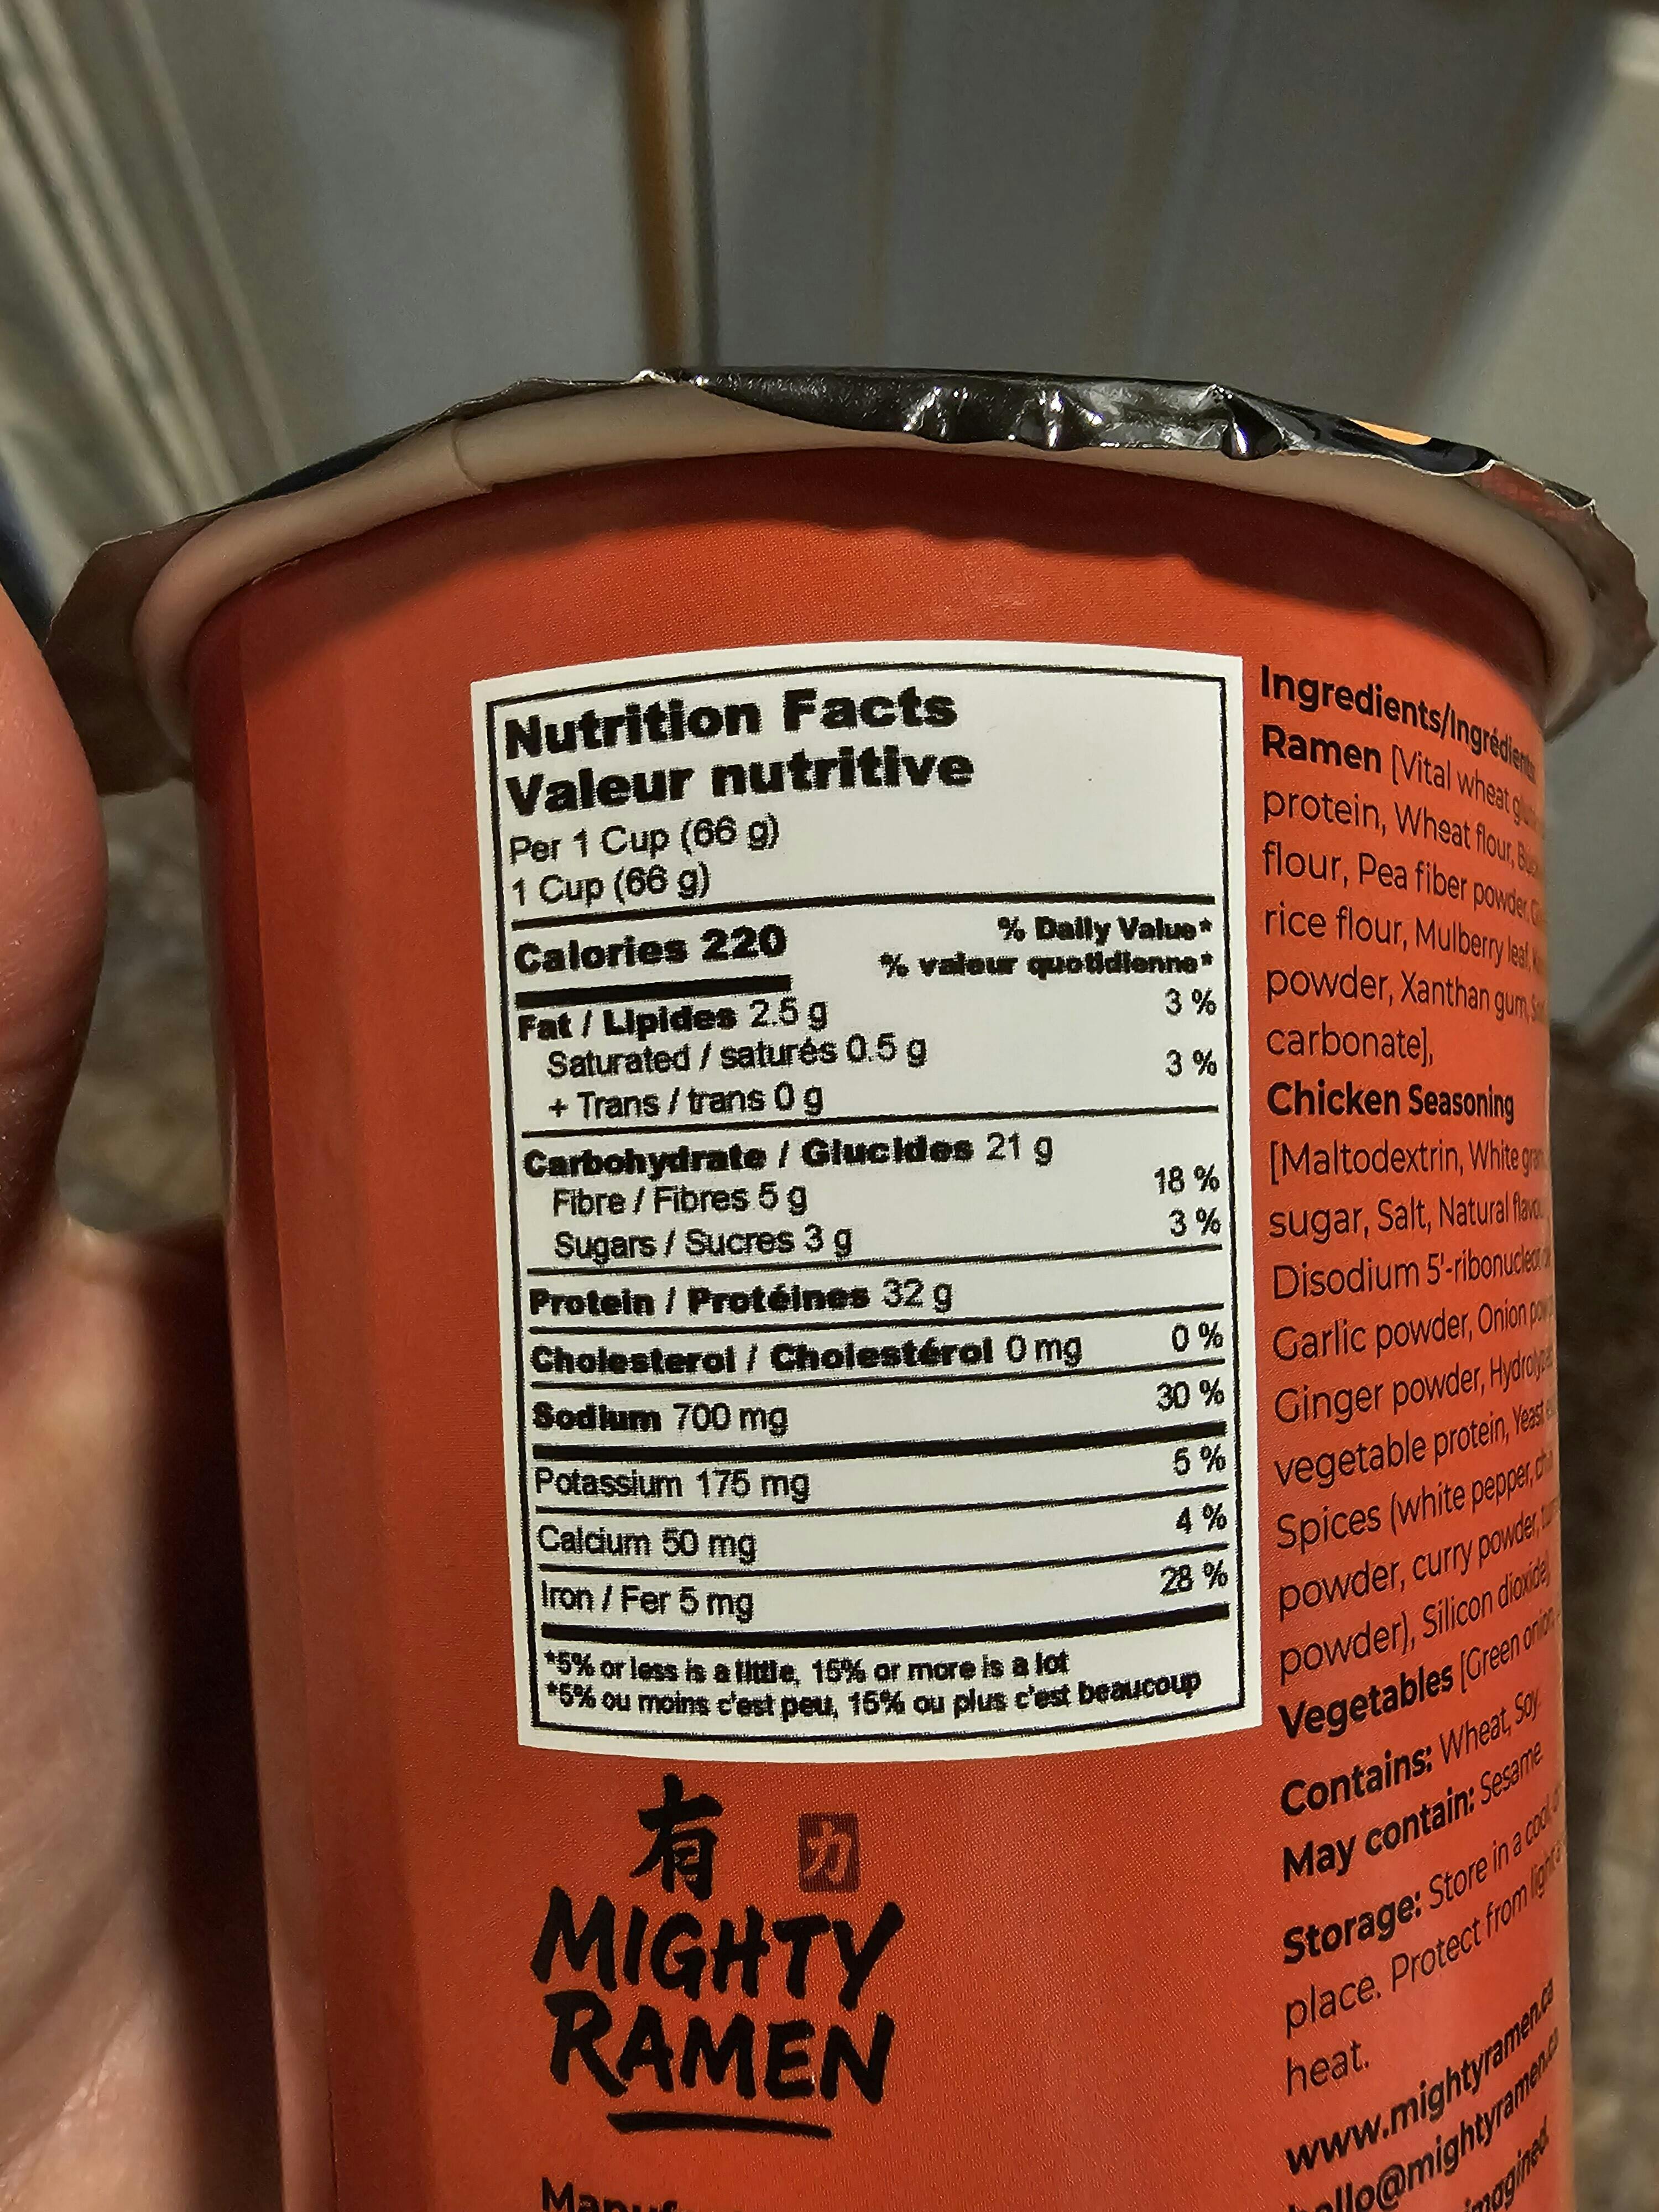 Nutrition Facts
Valeur nutritive
Per 1 Cup (66 g)
1 Cup (66 g)
Calories 220
% Daily Value*
% valeur quotidienne*
Fat / Lipides 2.5 g 3 %
Saturated / saturés 0.5 g
+ Trans / trans 0 g 3 %
Carbohydrate / Glucides 21 g
Fibre / Fibres 5 g 18 %
Sugars / Sucres 3 g 3 %
Protein / Protéines 32 g
Cholesterol / Cholestérol 0 mg 0 %
Sodium 700 mg 30 %
Potassium 175 mg 5 %
Calcium 50 mg 4 %
Iron / Fer 5 mg 28 %
*5% or less is a little, 15% or more is a lot
*5% ou moins c'est peu, 15% ou plus c'est beaucoup
有 力
MIGHTY
RAMEN
Ingredients/Ingrédients
Ramen [Vital wheat
protein, Wheat flour,
flour, Pea fiber powder,
rice flour, Mulberry leaf,
powder, Xanthan gum,
carbonate],
Chicken Seasoning
[Maltodextrin, White
sugar, Salt, Natural
Disodium
Garlic powder, Onion
Ginger powder,
vegetable protein, Yeast
Spices (white pepper,
powder, curry powder,
powder), Silicon dioxide]
Vegetables [Green onion,
Contains: Wheat, Soy.
May contain: Sesame.
Storage: Store in a cool
place. Protect from light
heat.
www.mightyramen.ca